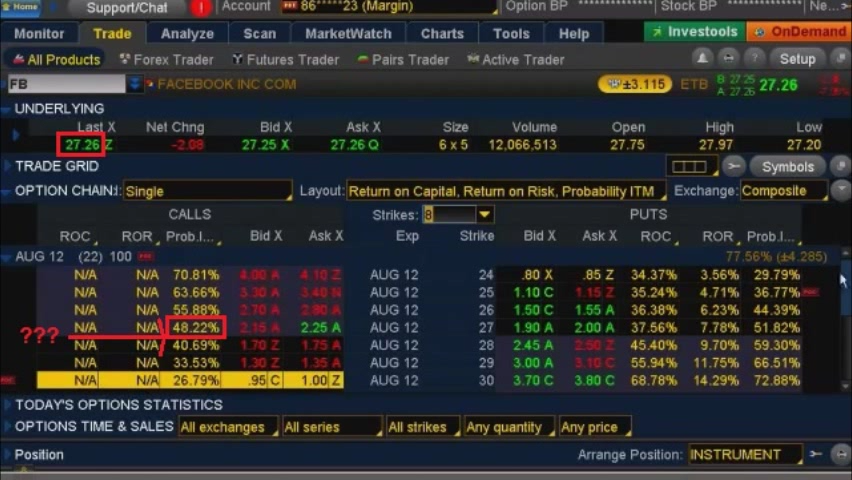 Home Support/Chat ! Account 86*****23 (Margin) Option BP Stock BP
Monitor Trade Analyze Scan MarketWatch Charts Tools Help Investools OnDemand
All Products Forex Trader Futures Trader Pairs Trader Active Trader Setup
FB FACEBOOK INC COM ±3.115 ETB B: 27.25 A: 27.26 27.26
UNDERLYING
Last X Net Chng Bid X Ask X Size Volume Open High Low
27.26 Z -2.08 27.25 X 27.26 Q 6 x 5 12,066,513 27.75 27.97 27.20
TRADE GRID Symbols
OPTION CHAIN: Single Layout: Return on Capital, Return on Risk, Probability ITM Exchange: Composite
CALLS Strikes: 8 PUTS
ROC ROR Prob.I... Bid X Ask X Exp Strike Bid X Ask X ROC ROR Prob.I...
AUG 12 (22) 100 77.56% (±4.285)
N/A N/A 70.81% 4.00 A 4.10 Z AUG 12 24 .80 X .85 Z 34.37% 3.56% 29.79%
N/A N/A 63.66% 3.30 A 3.40 N AUG 12 25 1.10 C 1.15 Z 35.24% 4.71% 36.77%
N/A N/A 55.88% 2.70 A 2.80 A AUG 12 26 1.50 C 1.55 A 36.38% 6.23% 44.39%
N/A N/A 48.22% 2.15 A 2.25 A AUG 12 27 1.90 A 2.00 A 37.56% 7.78% 51.82%
???
N/A N/A 40.69% 1.70 Z 1.75 A AUG 12 28 2.45 A 2.50 Z 45.40% 9.70% 59.30%
N/A N/A 33.53% 1.30 Z 1.35 A AUG 12 29 3.00 A 3.10 C 55.94% 11.75% 66.51%
N/A N/A 26.79% .95 C 1.00 Z AUG 12 30 3.70 C 3.80 C 68.78% 14.29% 72.88%
TODAY'S OPTIONS STATISTICS
OPTIONS TIME & SALES All exchanges All series All strikes Any quantity Any price
Position Arrange Position: INSTRUMENT